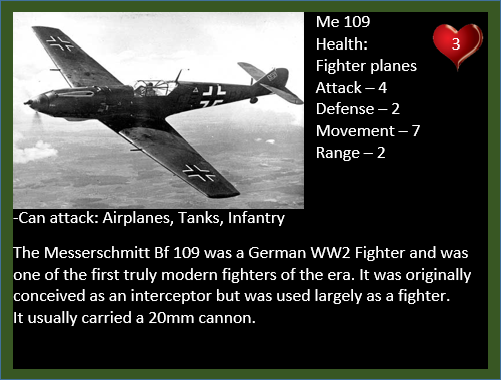 Me 109
Health:
3
Fighter planes
Attack – 4
Defense – 2
Movement – 7
Range – 2
-Can attack: Airplanes, Tanks, Infantry
The Messerschmitt Bf 109 was a German WW2 Fighter and was
one of the first truly modern fighters of the era. It was originally
conceived as an interceptor but was used largely as a fighter.
It usually carried a 20mm cannon.